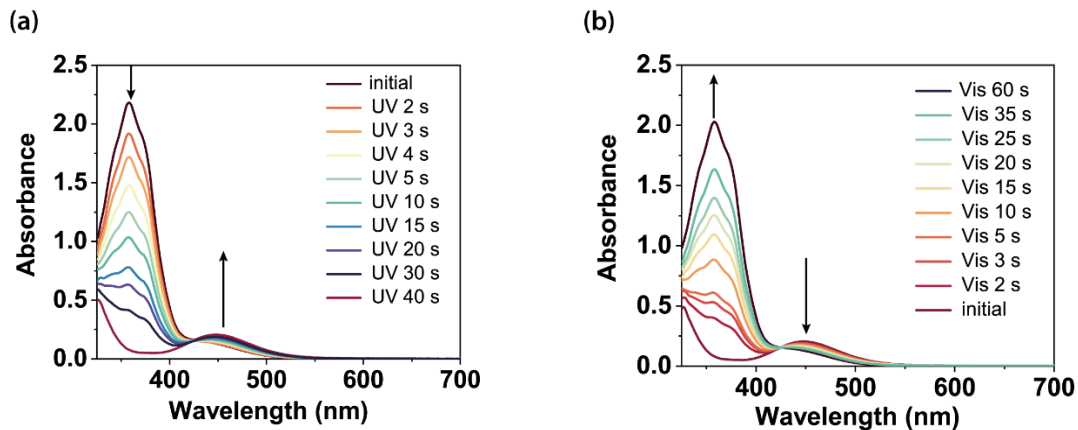 (a)
2.5
2.0
1.5
1.0
0.5
0.0
Absorbance
400
500
600
700
Wavelength (nm)
initial
UV 2 s
UV 3 s
UV 4 s
UV 5 s
UV 10 s
UV 15 s
UV 20 s
UV 30 s
UV 40 s
(b)
2.5
2.0
1.5
1.0
0.5
0.0
Absorbance
400
500
600
700
Wavelength (nm)
Vis 60 s
Vis 35 s
Vis 25 s
Vis 20 s
Vis 15 s
Vis 10 s
Vis 5 s
Vis 3 s
Vis 2 s
initial